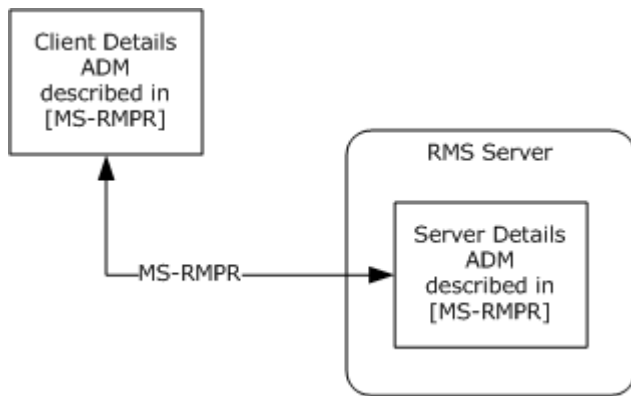 Client Details
ADM
described in
[MS-RMPR]
RMS Server
Server Details
ADM
described in
[MS-RMPR]
MS-RMPR